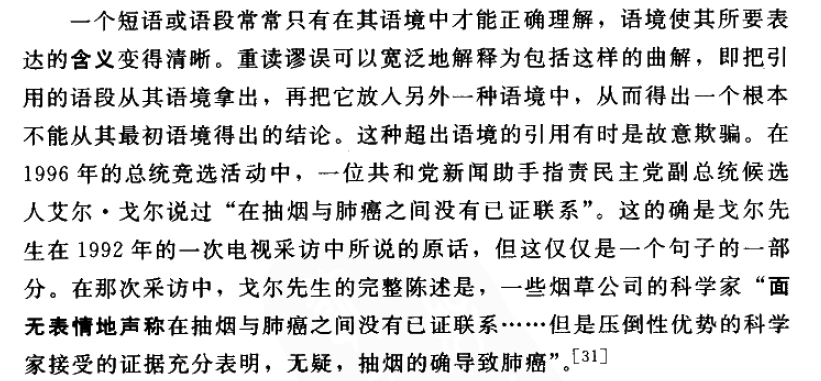 一个短语或语段常常只有在其语境中才能正确理解，语境使其所要表
达的含义变得清晰。重读谬误可以宽泛地解释为包括这样的曲解，即把引
用的语段从其语境拿出，再把它放人另外一种语境中，从而得出一个根本
不能从其最初语境得出的结论。这种超出语境的引用有时是故意欺骗。在
1996 年的总统竞选活动中，一位共和党新闻助手指责民主党副总统候选
人艾尔·戈尔说过“在抽烟与肺癌之间没有已证联系”。这的确是戈尔先
生在 1992 年的一次电视采访中所说的原话，但这仅仅是一个句子的一部
分。在那次采访中，戈尔先生的完整陈述是，一些烟草公司的科学家“面
无表情地声称在抽烟与肺癌之间没有已证联系……但是压倒性优势的科学
家接受的证据充分表明，无疑，抽烟的确导致肺癌”。[31]